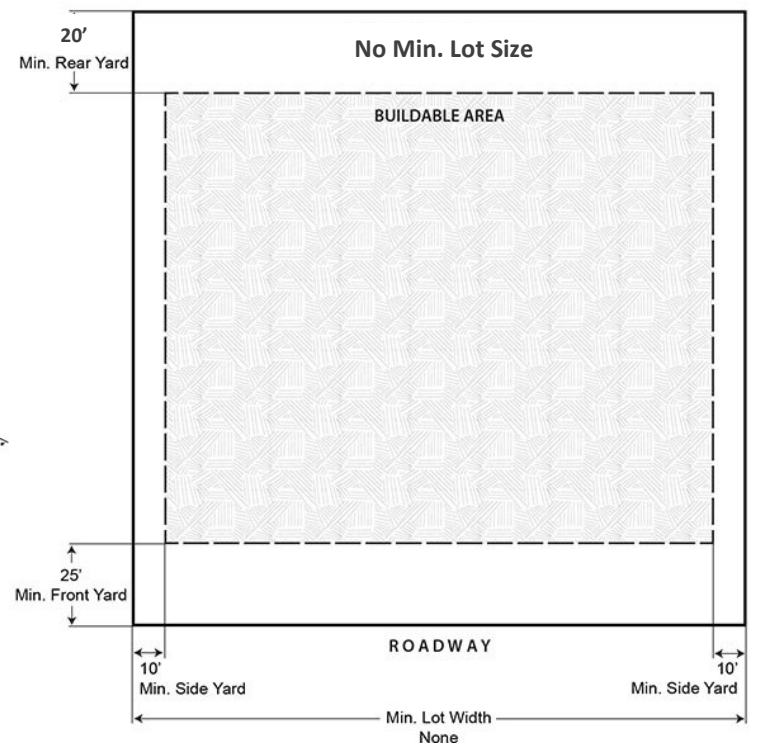 20’
Min. Rear Yard
No Min. Lot Size
BUILDABLE AREA
25’
Min. Front Yard
ROADWAY
10’
Min. Side Yard
10’
Min. Side Yard
Min. Lot Width
None